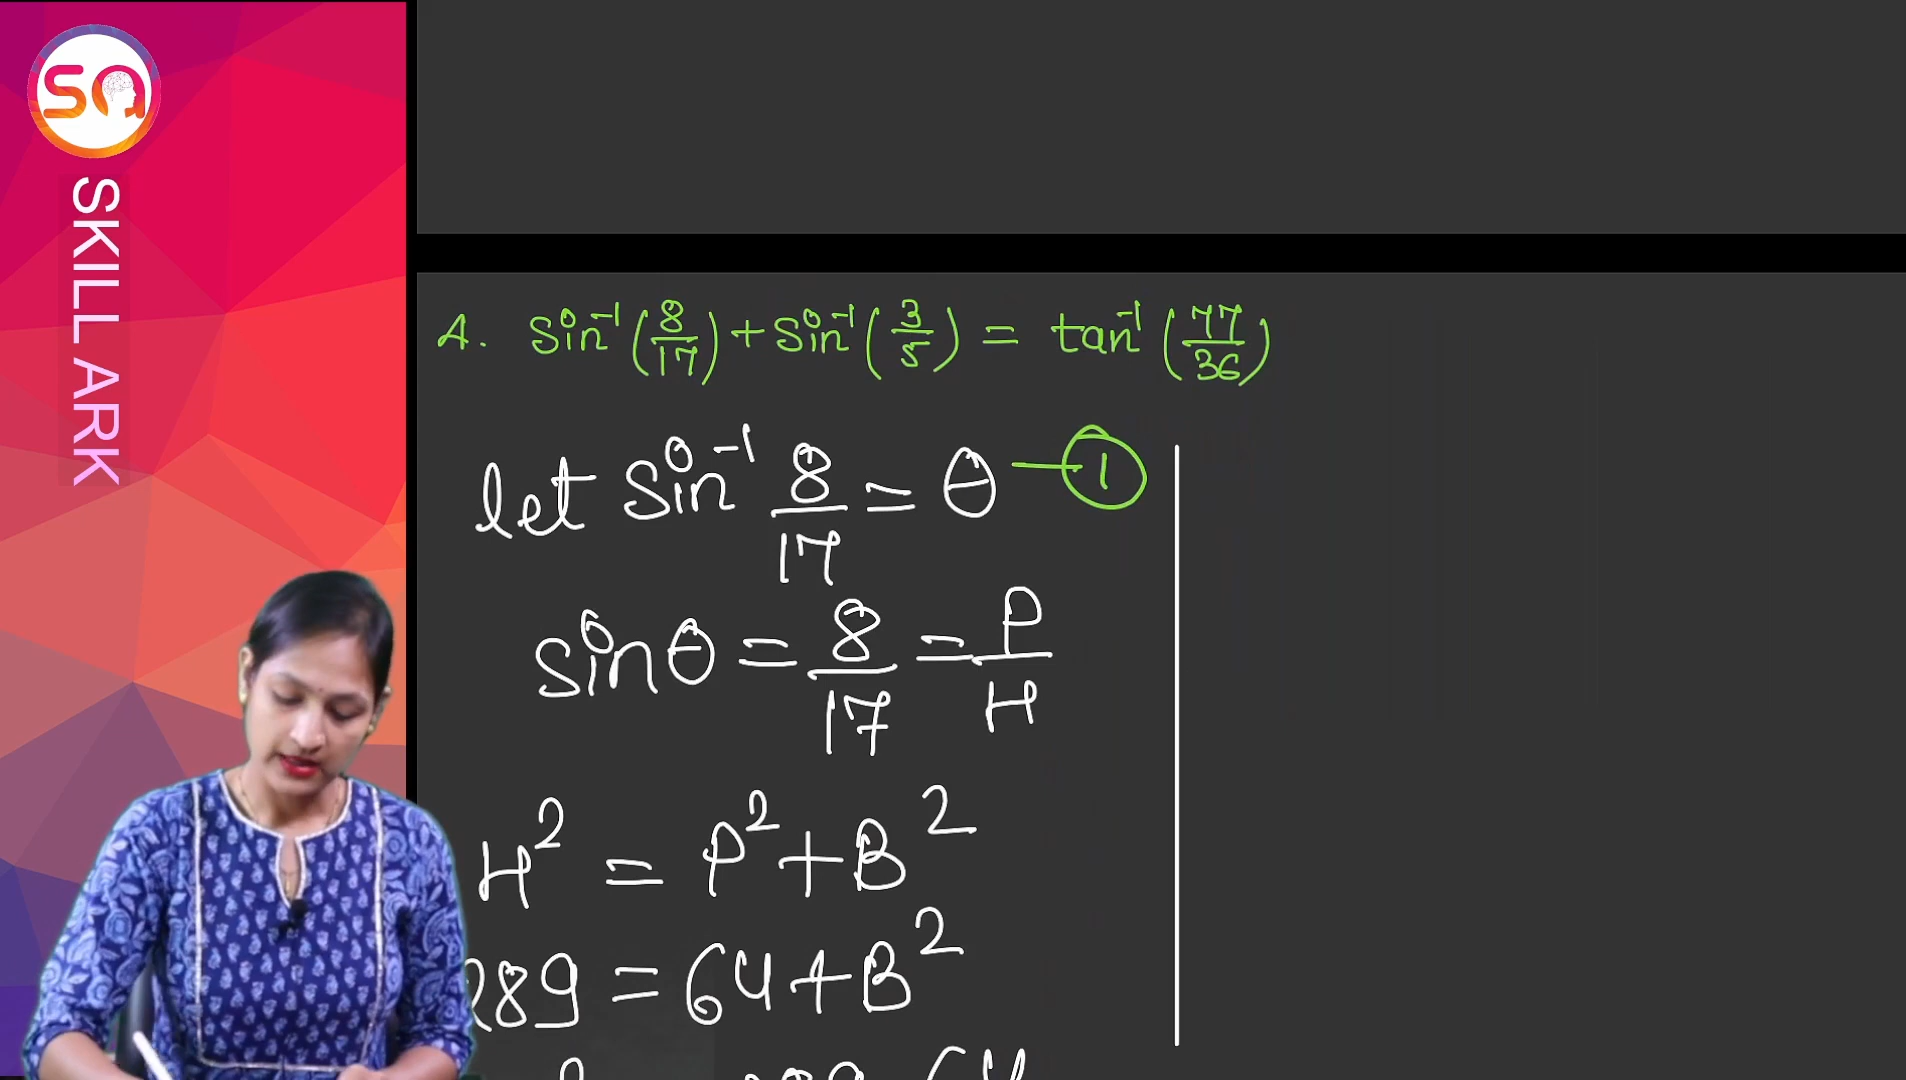 SA
SKILL ARK
A. sin⁻¹(8/17) + sin⁻¹(3/5) = tan⁻¹(77/36)
let sin⁻¹ 8/17 = θ — 1
sinθ = 8/17 = P/H
H² = P² + B²
289 = 64 + B²